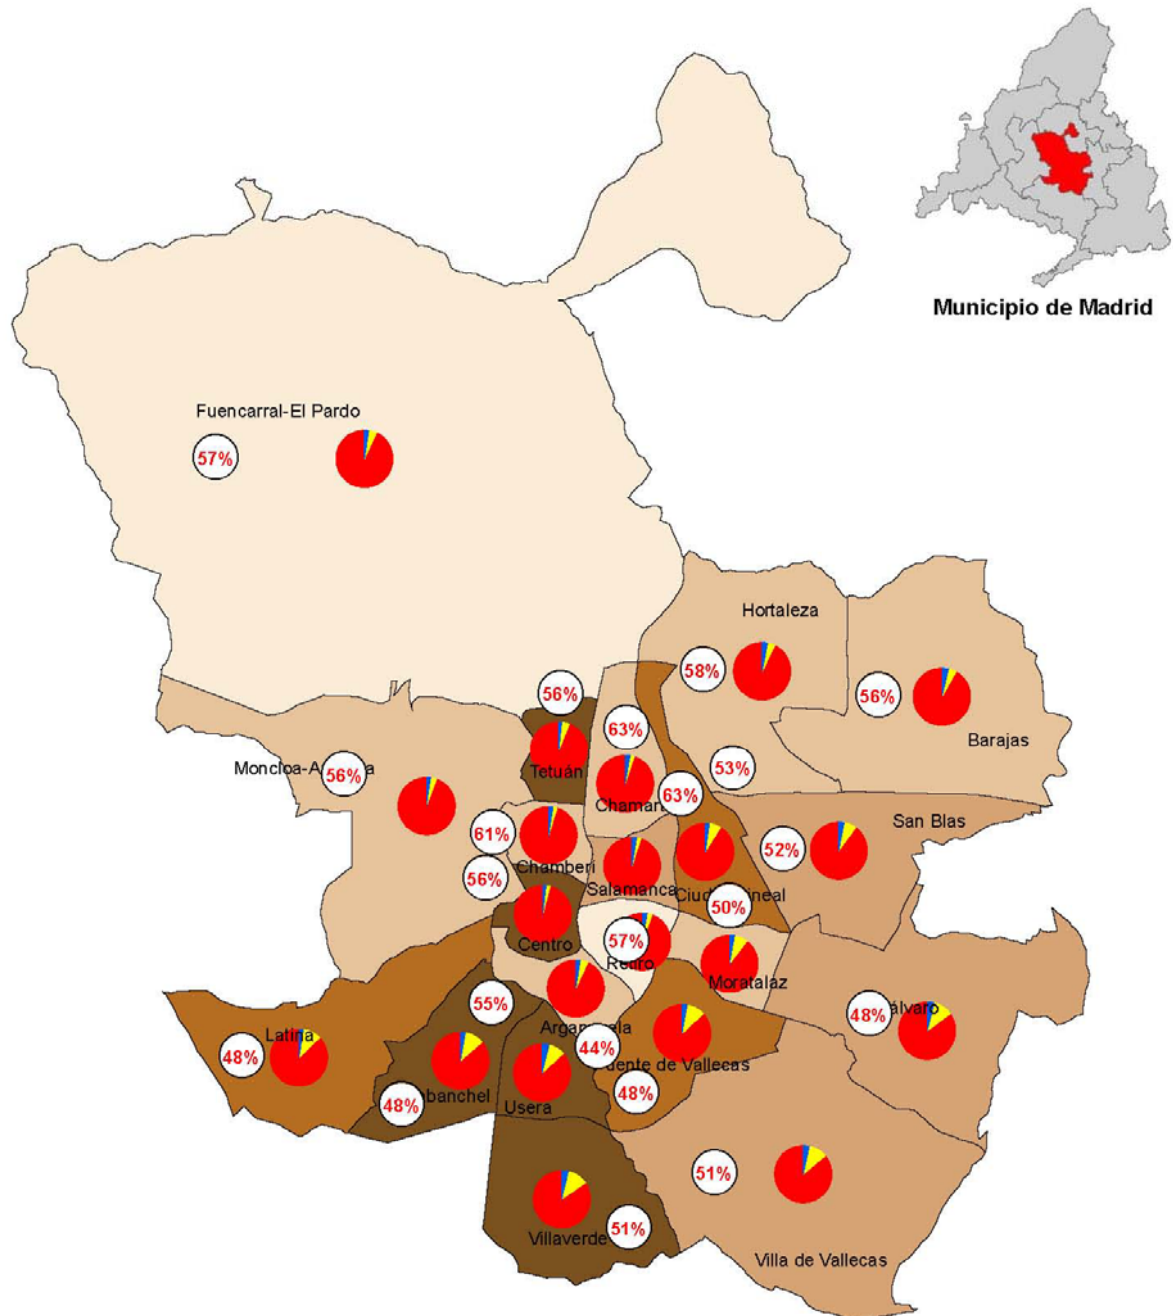 Municipio de Madrid
Fuencarral-El Pardo
57%
Hortaleza
58%
56%
56%
Barajas
63%
53%
Moncloa-A
a
56%
Tetuán
Chamar
63%
San Blas
61%
52%
Chamberí
56%
Salamanca
Ciud
ineal
50%
Centro
57%
Retiro
Moratalaz
55%
Argan
ela
48%
álvaro
Latina
48%
44%
uente de Vallecas
48%
banchel
48%
Usera
51%
Villaverde
51%
Villa de Vallecas